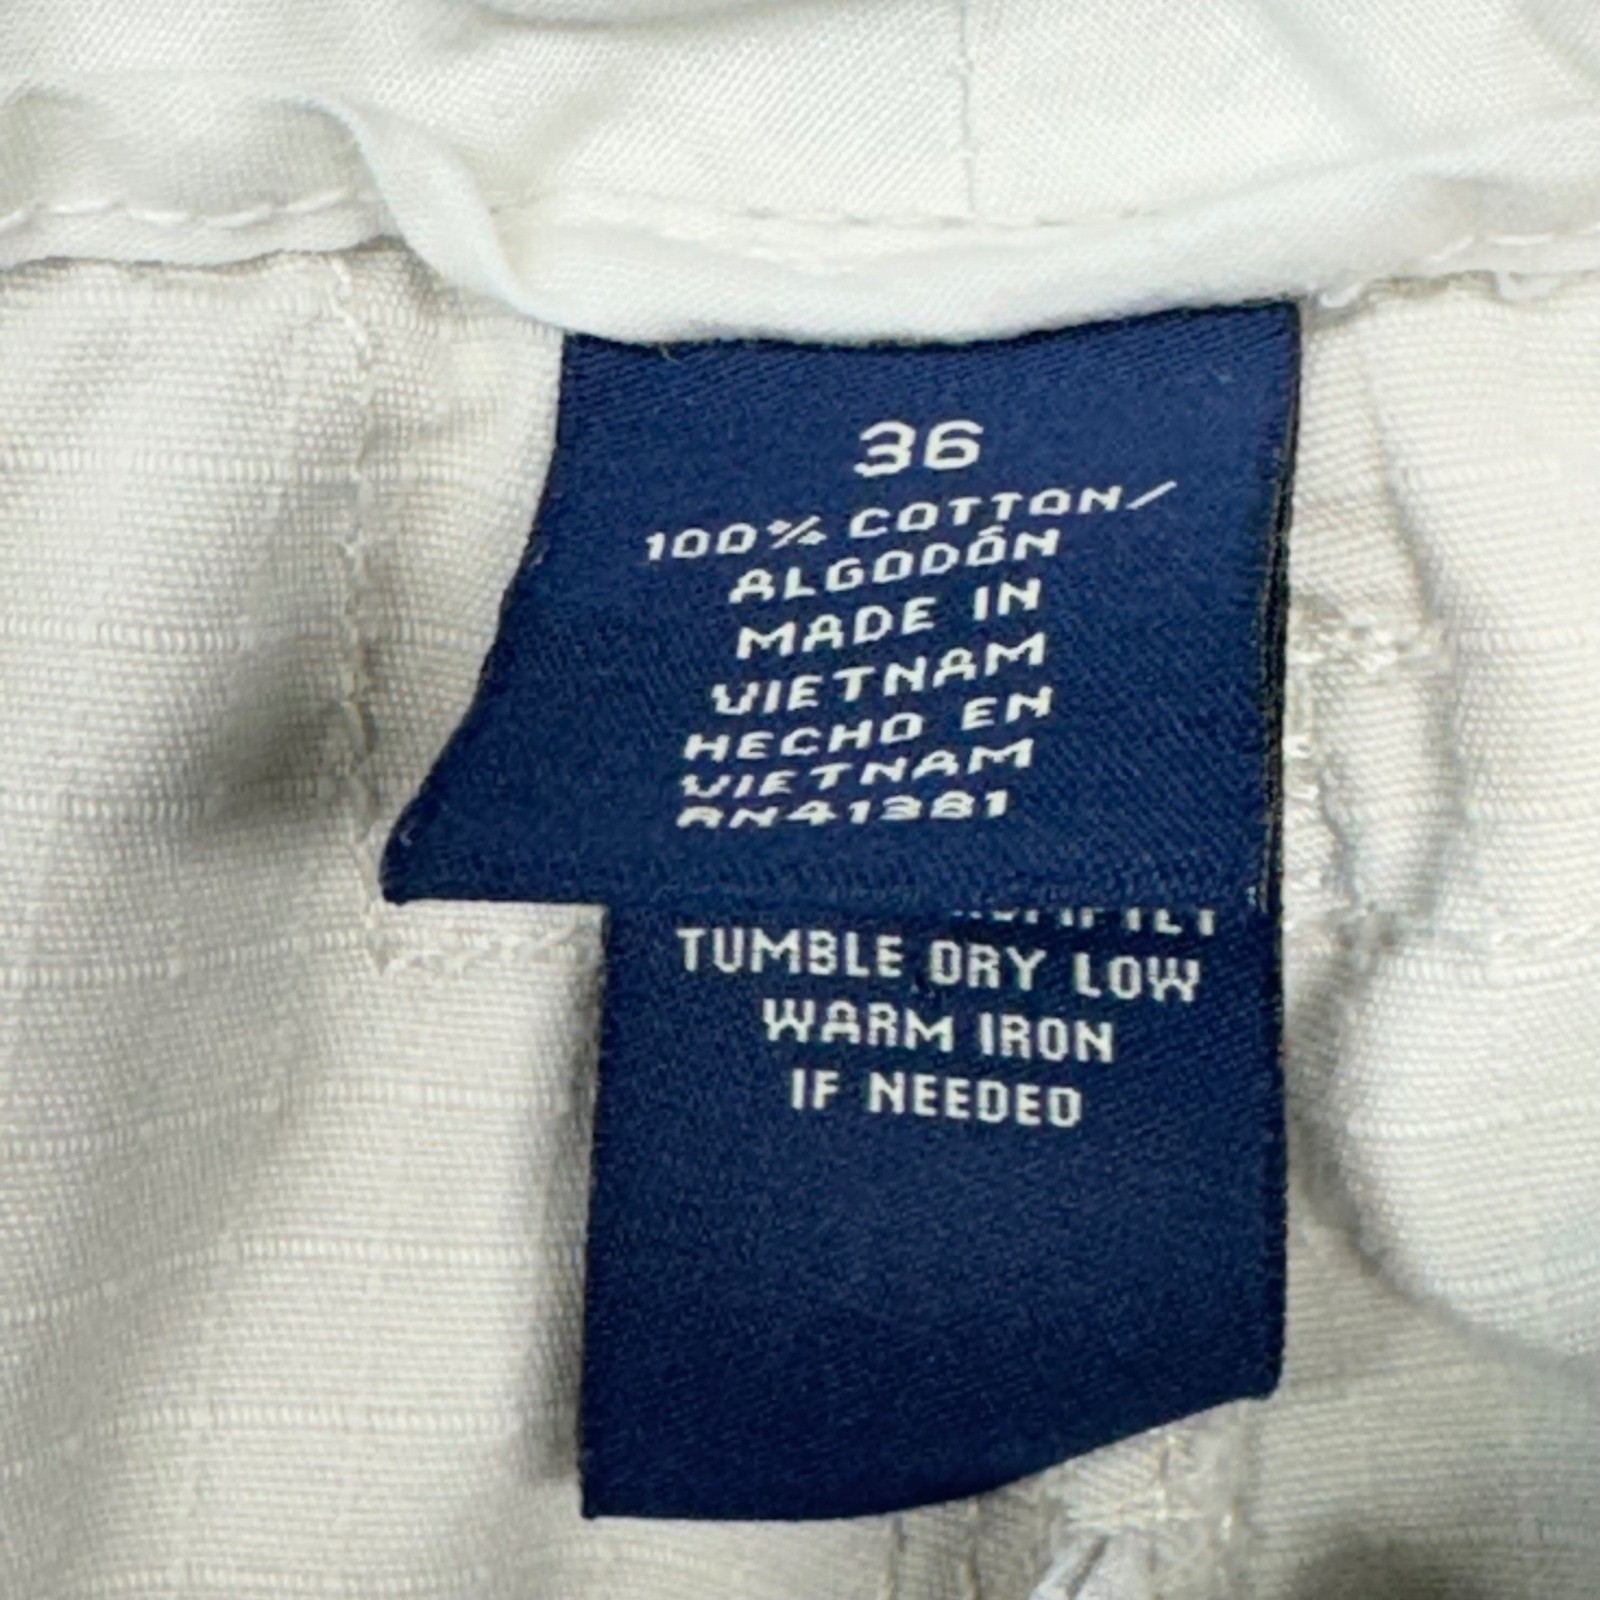 36
100% COTTON/
ALGODÓN
MADE IN
VIETNAM
HECHO EN
VIETNAM
RN41381
TUMBLE DRY LOW
WARM IRON
IF NEEDED